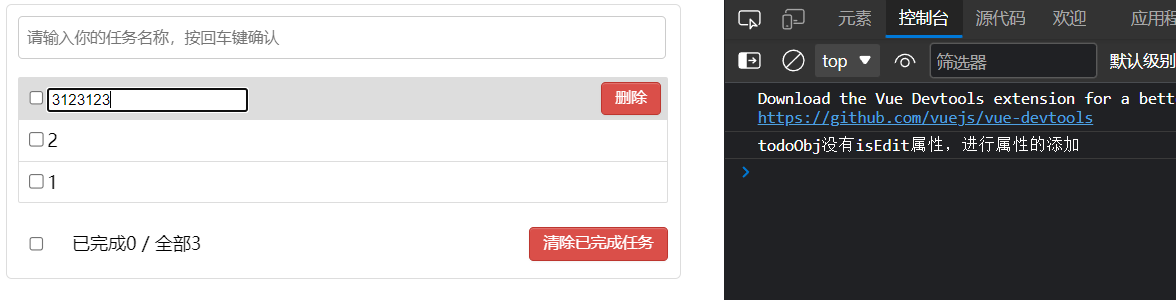 请输入你的任务名称，按回车键确认
3123123
删除
2
1
已完成0 / 全部3
清除已完成任务
元素
控制台
源代码
欢迎
应用程
top
筛选器
默认级别
Download the Vue Devtools extension for a bett
https://github.com/vuejs/vue-devtools
todoObj没有isEdit属性，进行属性的添加